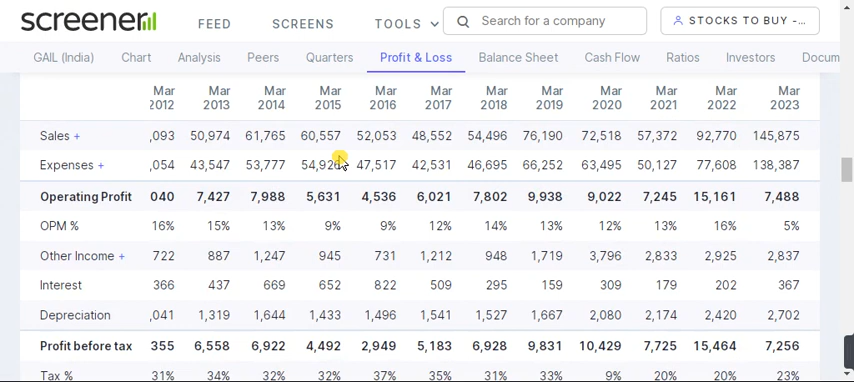 screener FEED SCREENS TOOLS Search for a company STOCKS TO BUY -...
GAIL (India) Chart Analysis Peers Quarters Profit & Loss Balance Sheet Cash Flow Ratios Investors Docum
Mar 2012 Mar 2013 Mar 2014 Mar 2015 Mar 2016 Mar 2017 Mar 2018 Mar 2019 Mar 2020 Mar 2021 Mar 2022 Mar 2023
Sales + ,093 50,974 61,765 60,557 52,053 48,552 54,496 76,190 72,518 57,372 92,770 145,875
Expenses + ,054 43,547 53,777 54,926 47,517 42,531 46,695 66,252 63,495 50,127 77,608 138,387
Operating Profit 040 7,427 7,988 5,631 4,536 6,021 7,802 9,938 9,022 7,245 15,161 7,488
OPM % 16% 15% 13% 9% 9% 12% 14% 13% 12% 13% 16% 5%
Other Income + 722 887 1,247 945 731 1,212 948 1,719 3,796 2,833 2,925 2,837
Interest 366 437 669 652 822 509 295 159 309 179 202 367
Depreciation ,041 1,319 1,644 1,433 1,496 1,541 1,527 1,667 2,080 2,174 2,420 2,702
Profit before tax 355 6,558 6,922 4,492 2,949 5,183 6,928 9,831 10,429 7,725 15,464 7,256
Tax % 31% 34% 32% 32% 37% 35% 31% 33% 9% 20% 20% 23%